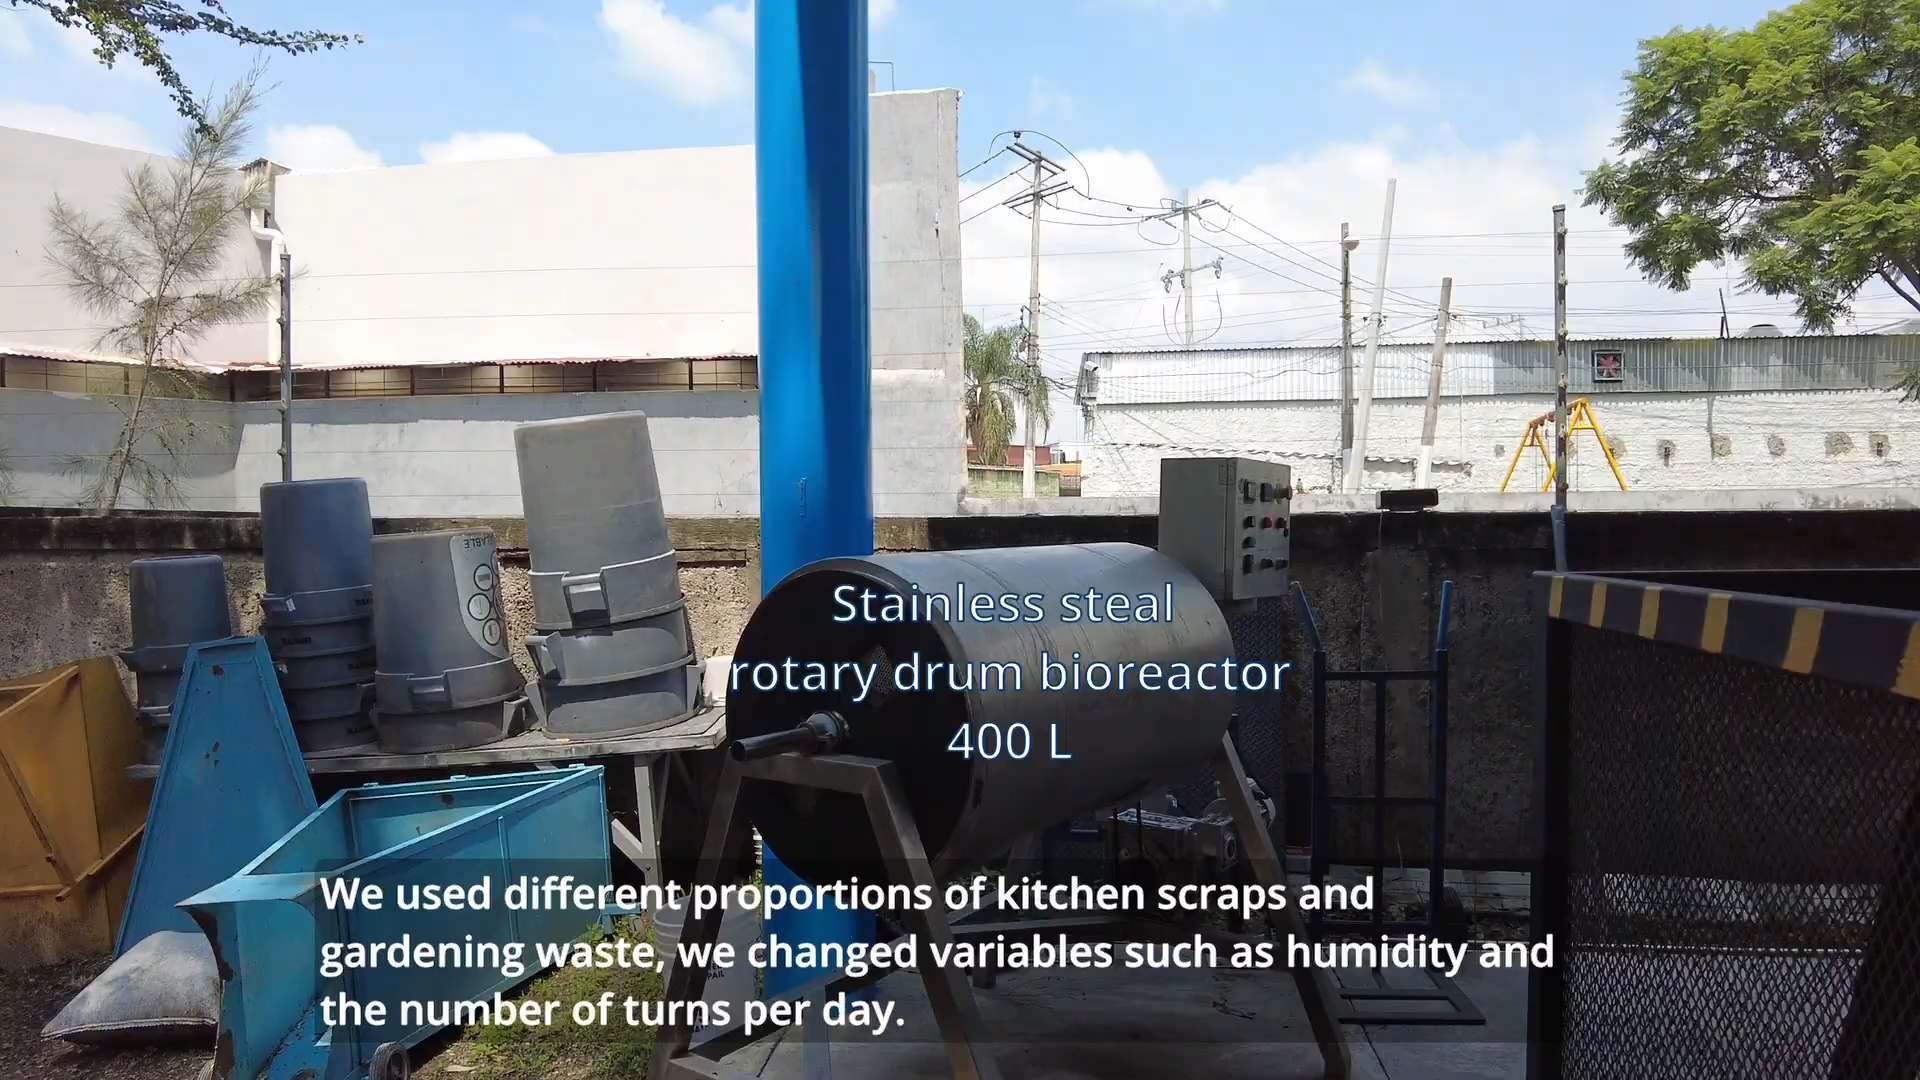 Stainless steal
rotary drum bioreactor
400 L
We used different proportions of kitchen scraps and
gardening waste, we changed variables such as humidity and
the number of turns per day.